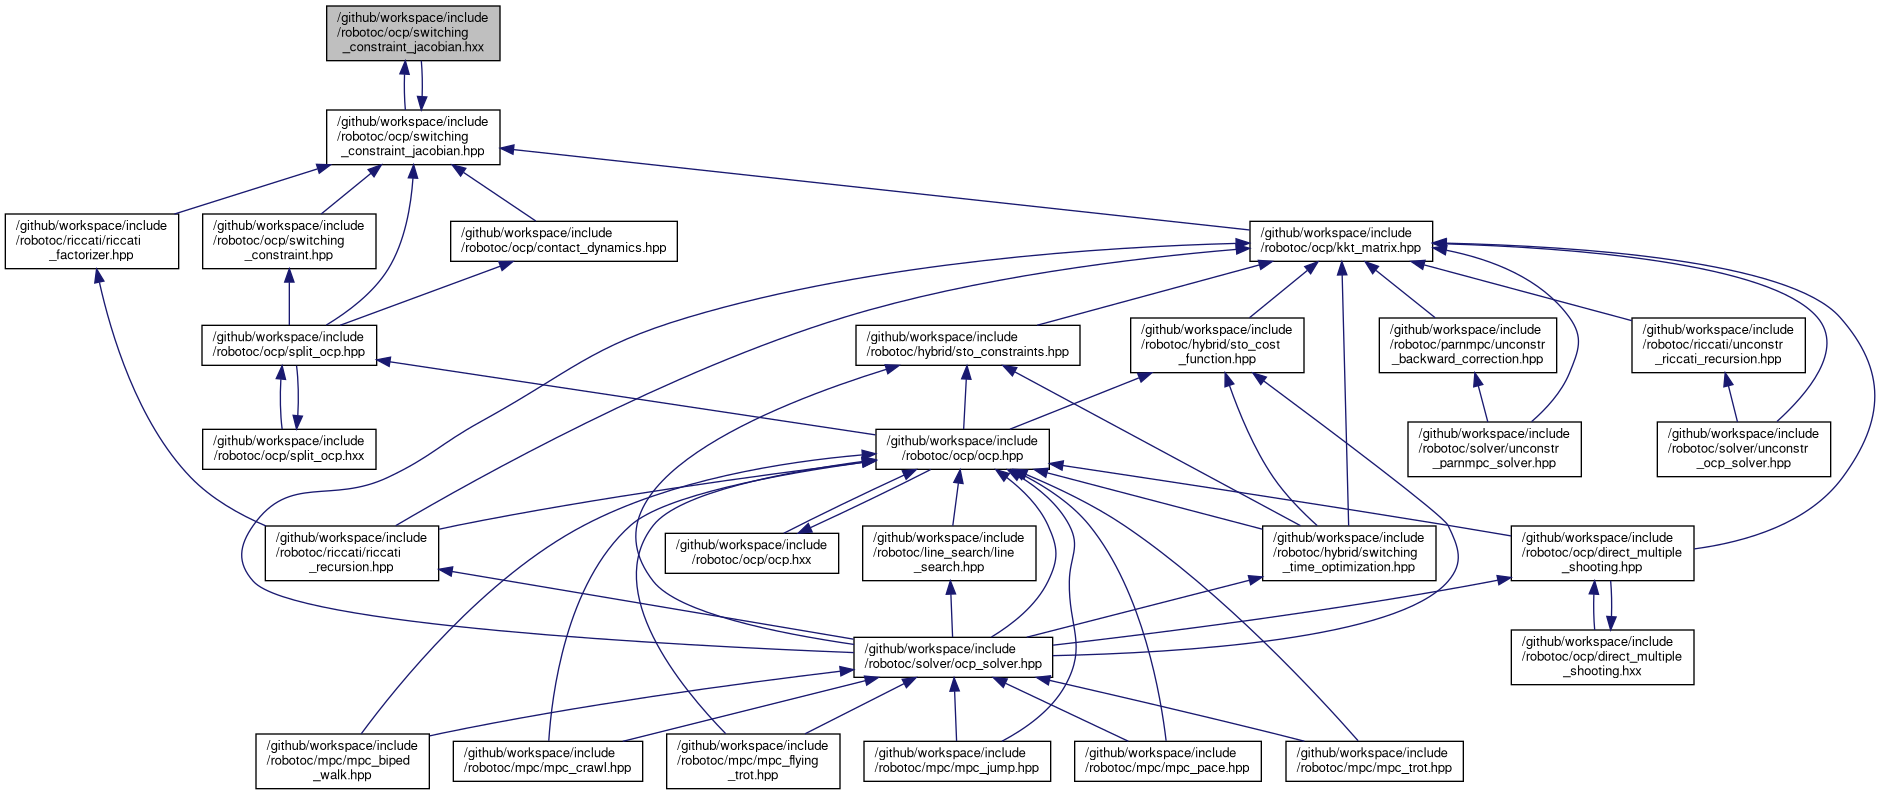 /github/workspace/include
/robotoc/ocp/switching
_constraint_jacobian.hxx
/github/workspace/include
/robotoc/ocp/switching
_constraint_jacobian.hpp
/github/workspace/include
/robotoc/riccati/riccati
_factorizer.hpp
/github/workspace/include
/robotoc/ocp/switching
_constraint.hpp
/github/workspace/include
/robotoc/ocp/contact_dynamics.hpp
/github/workspace/include
/robotoc/ocp/kkt_matrix.hpp
/github/workspace/include
/robotoc/ocp/split_ocp.hpp
/github/workspace/include
/robotoc/hybrid/sto_constraints.hpp
/github/workspace/include
/robotoc/hybrid/sto_cost
_function.hpp
/github/workspace/include
/robotoc/parnmpc/unconstr
_backward_correction.hpp
/github/workspace/include
/robotoc/riccati/unconstr
_riccati_recursion.hpp
/github/workspace/include
/robotoc/ocp/split_ocp.hxx
/github/workspace/include
/robotoc/ocp/ocp.hpp
/github/workspace/include
/robotoc/solver/unconstr
_parnmpc_solver.hpp
/github/workspace/include
/robotoc/solver/unconstr
_ocp_solver.hpp
/github/workspace/include
/robotoc/riccati/riccati
_recursion.hpp
/github/workspace/include
/robotoc/ocp/ocp.hxx
/github/workspace/include
/robotoc/line_search/line
_search.hpp
/github/workspace/include
/robotoc/hybrid/switching
_time_optimization.hpp
/github/workspace/include
/robotoc/ocp/direct_multiple
_shooting.hpp
/github/workspace/include
/robotoc/solver/ocp_solver.hpp
/github/workspace/include
/robotoc/ocp/direct_multiple
_shooting.hxx
/github/workspace/include
/robotoc/mpc/mpc_biped
_walk.hpp
/github/workspace/include
/robotoc/mpc/mpc_crawl.hpp
/github/workspace/include
/robotoc/mpc/mpc_flying
_trot.hpp
/github/workspace/include
/robotoc/mpc/mpc_jump.hpp
/github/workspace/include
/robotoc/mpc/mpc_pace.hpp
/github/workspace/include
/robotoc/mpc/mpc_trot.hpp